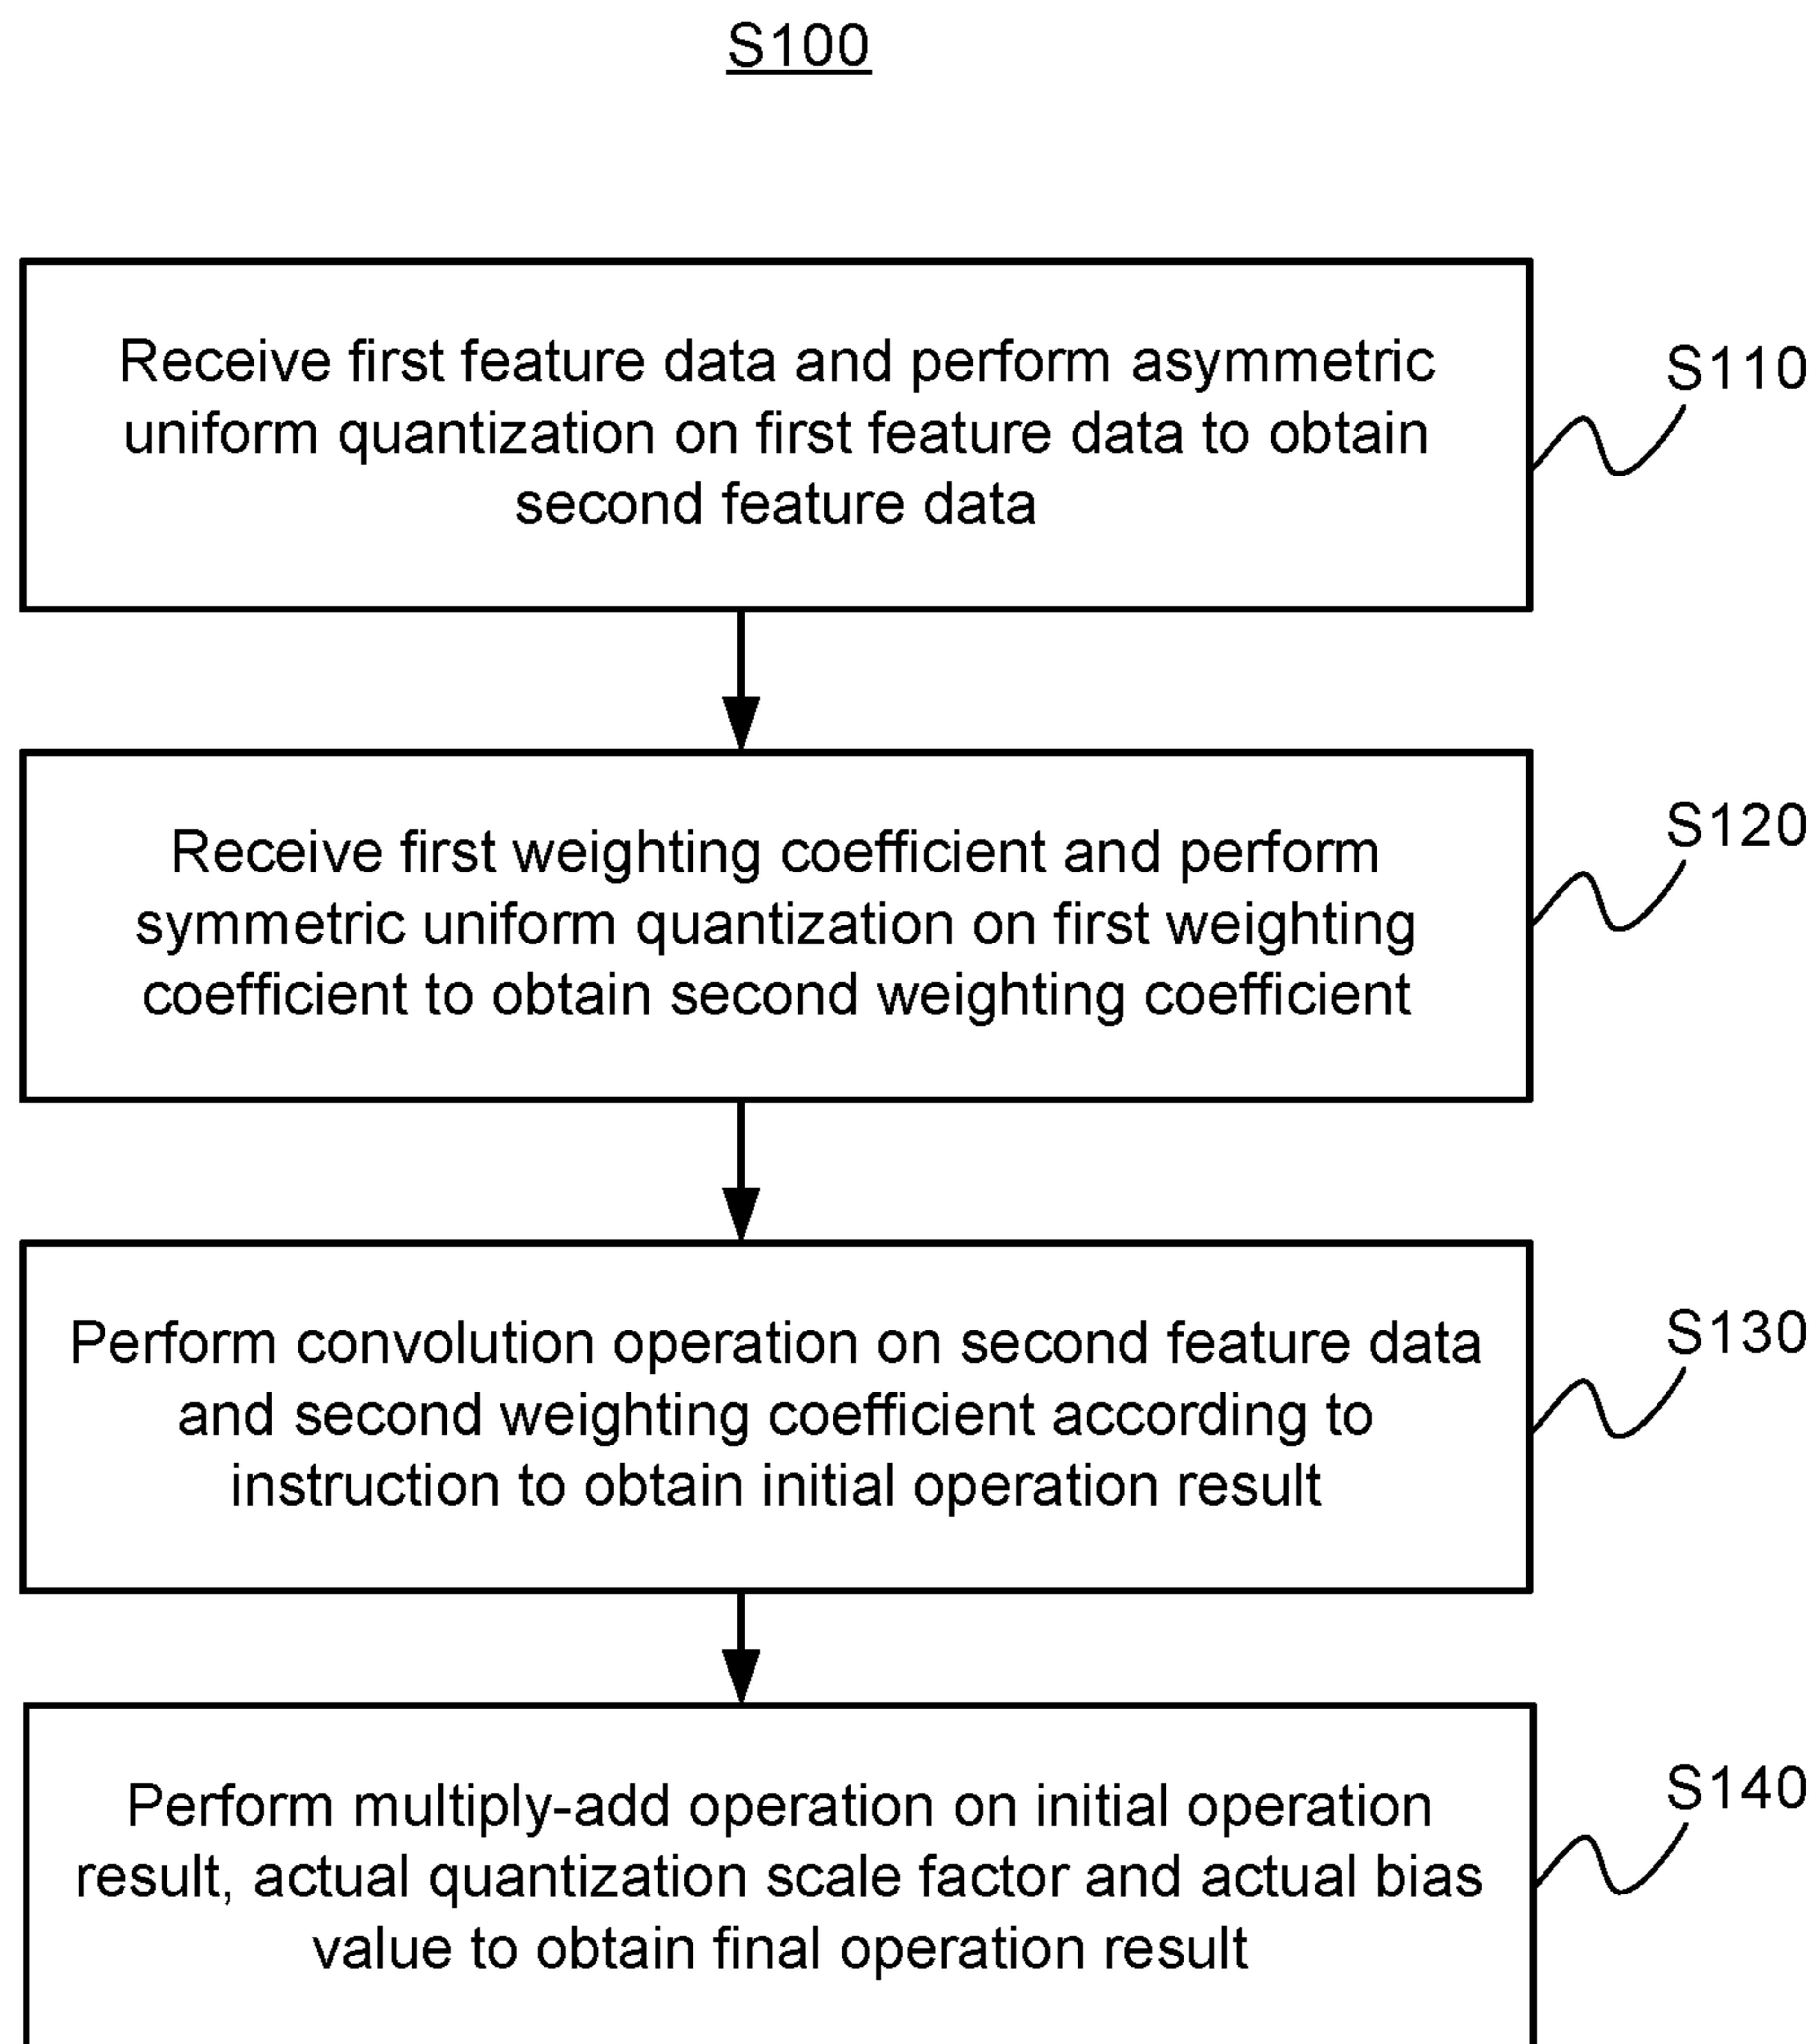 S100
Receive first feature data and perform asymmetric
uniform quantization on first feature data to obtain
second feature data
S110
Receive first weighting coefficient and perform
symmetric uniform quantization on first weighting
coefficient to obtain second weighting coefficient
S120
Perform convolution operation on second feature data
and second weighting coefficient according to
instruction to obtain initial operation result
S130
Perform multiply-add operation on initial operation
result, actual quantization scale factor and actual bias
value to obtain final operation result
S140